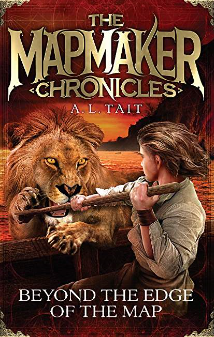 THE
MAPMAKER
CHRONICLES
A. L. TAIT
BEYOND THE EDGE
OF THE MAP